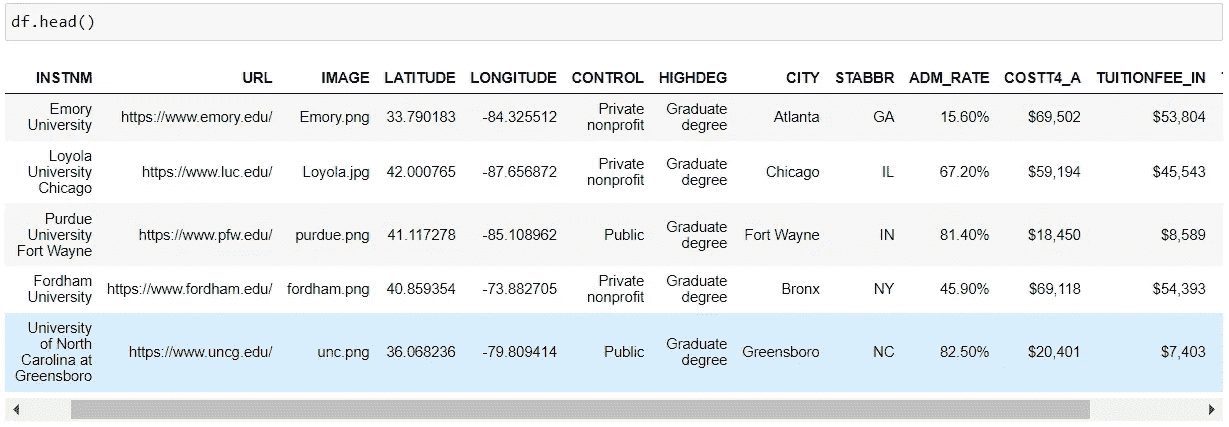 df.head()
INSTNM URL IMAGE LATITUDE LONGITUDE CONTROL HIGHDEG CITY STABBR ADM_RATE COSTT4_A TUITIONFEE_IN
Emory University https://www.emory.edu/ Emory.png 33.790183 -84.325512 Private nonprofit Graduate degree Atlanta GA 15.60% $69,502 $53,804
Loyola University Chicago https://www.luc.edu/ Loyola.jpg 42.000765 -87.656872 Private nonprofit Graduate degree Chicago IL 67.20% $59,194 $45,543
Purdue University Fort Wayne https://www.pfw.edu/ purdue.png 41.117278 -85.108962 Public Graduate degree Fort Wayne IN 81.40% $18,450 $8,589
Fordham University https://www.fordham.edu/ fordham.png 40.859354 -73.882705 Private nonprofit Graduate degree Bronx NY 45.90% $69,118 $54,393
University of North Carolina at Greensboro https://www.uncg.edu/ unc.png 36.068236 -79.809414 Public Graduate degree Greensboro NC 82.50% $20,401 $7,403